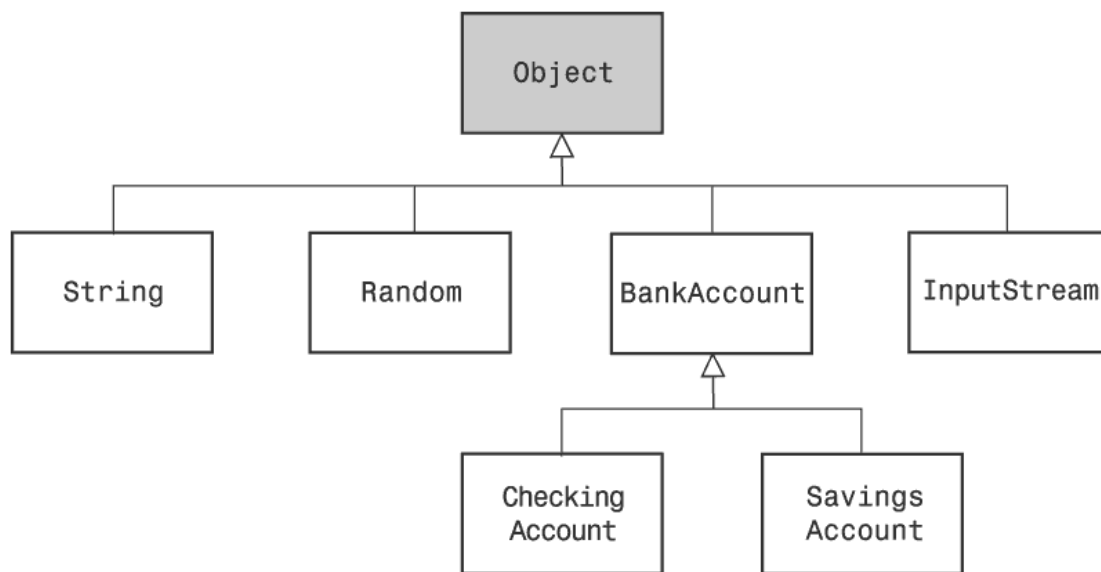 Object
String
Random
BankAccount
InputStream
Checking
Account
Savings
Account